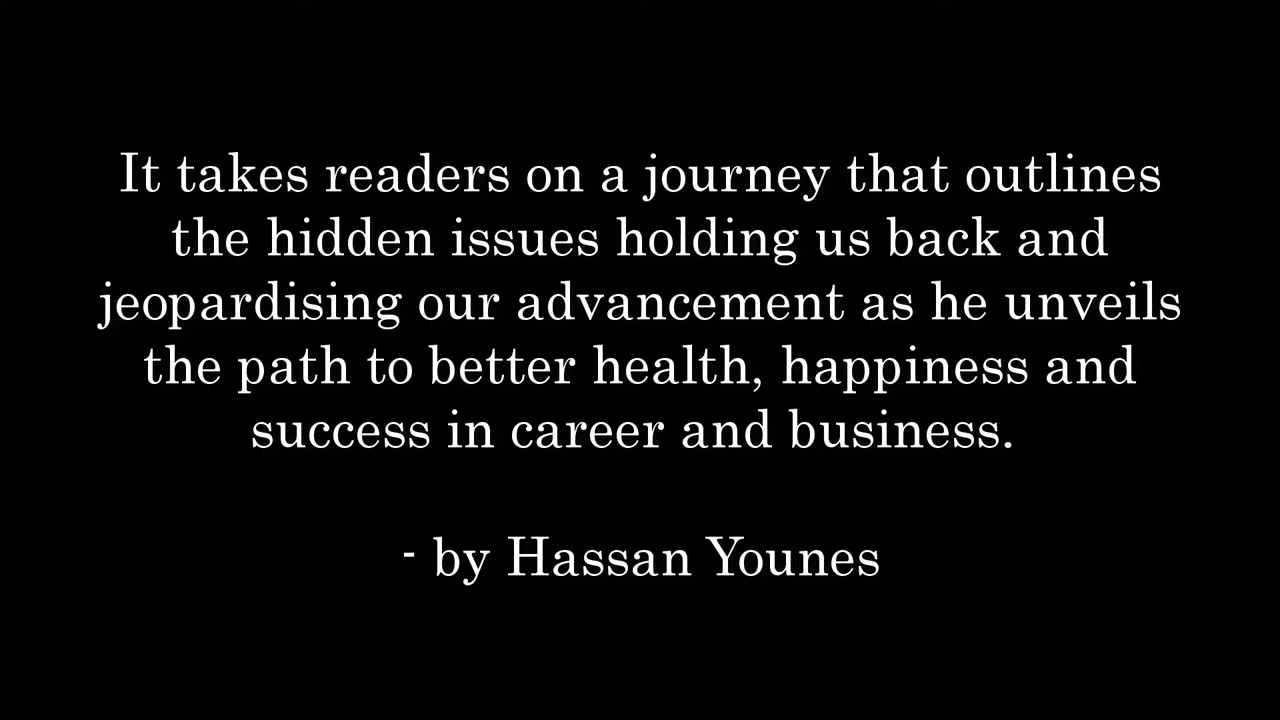 It takes readers on a journey that outlines
the hidden issues holding us back and
jeopardising our advancement as he unveils
the path to better health, happiness and
success in career and business.
- by Hassan Younes